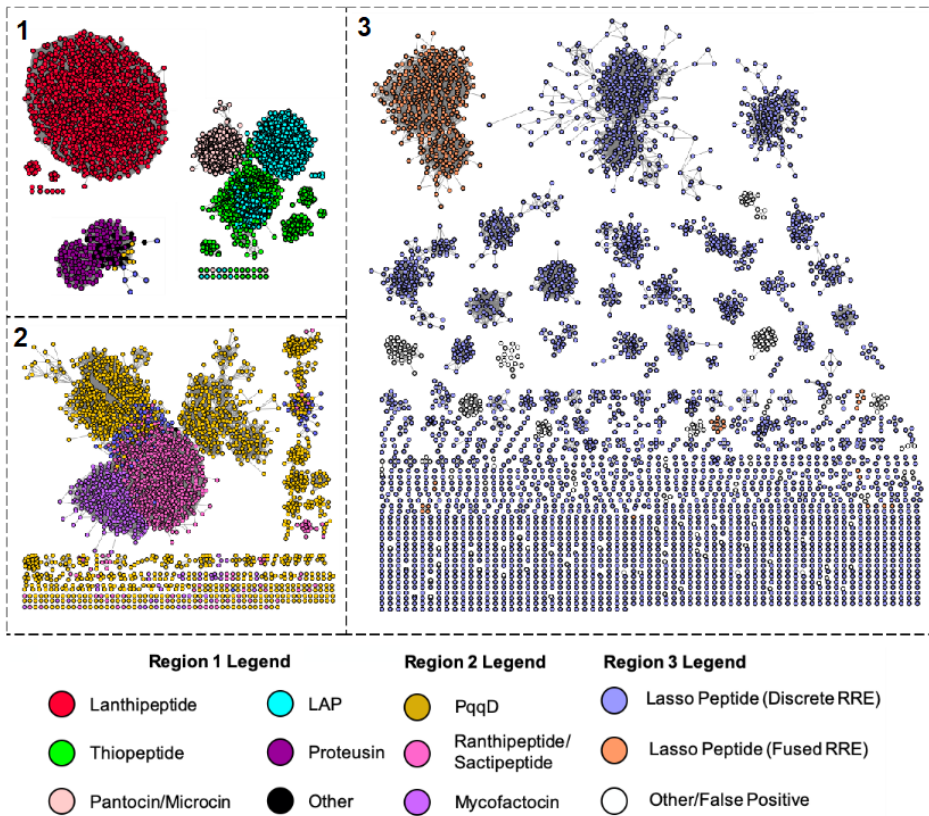 1
2
3
Region 1 Legend
Lanthipeptide
LAP
Thiopeptide
Proteusin
Pantocin/Microcin
Other
Region 2 Legend
PqqD
Ranthipeptide/
Sactipeptide
Mycofactocin
Region 3 Legend
Lasso Peptide (Discrete RRE)
Lasso Peptide (Fused RRE)
Other/False Positive